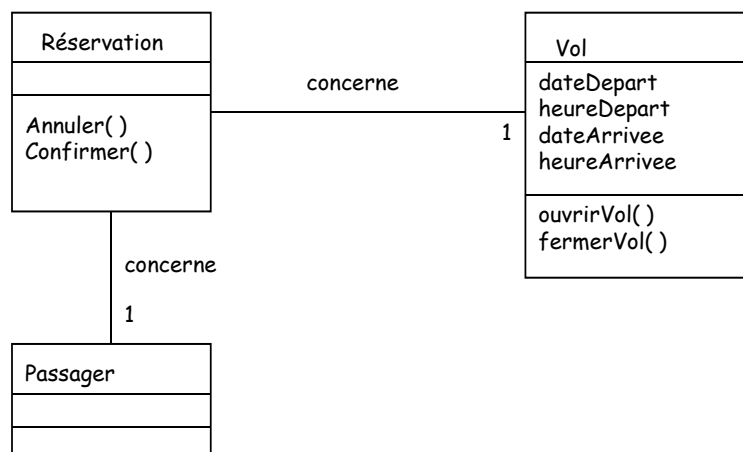 Réservation
Annuler( )
Confirmer( )
concerne
1
Vol
dateDepart
heureDepart
dateArrivee
heureArrivee
ouvrirVol( )
fermerVol( )
concerne
1
Passager